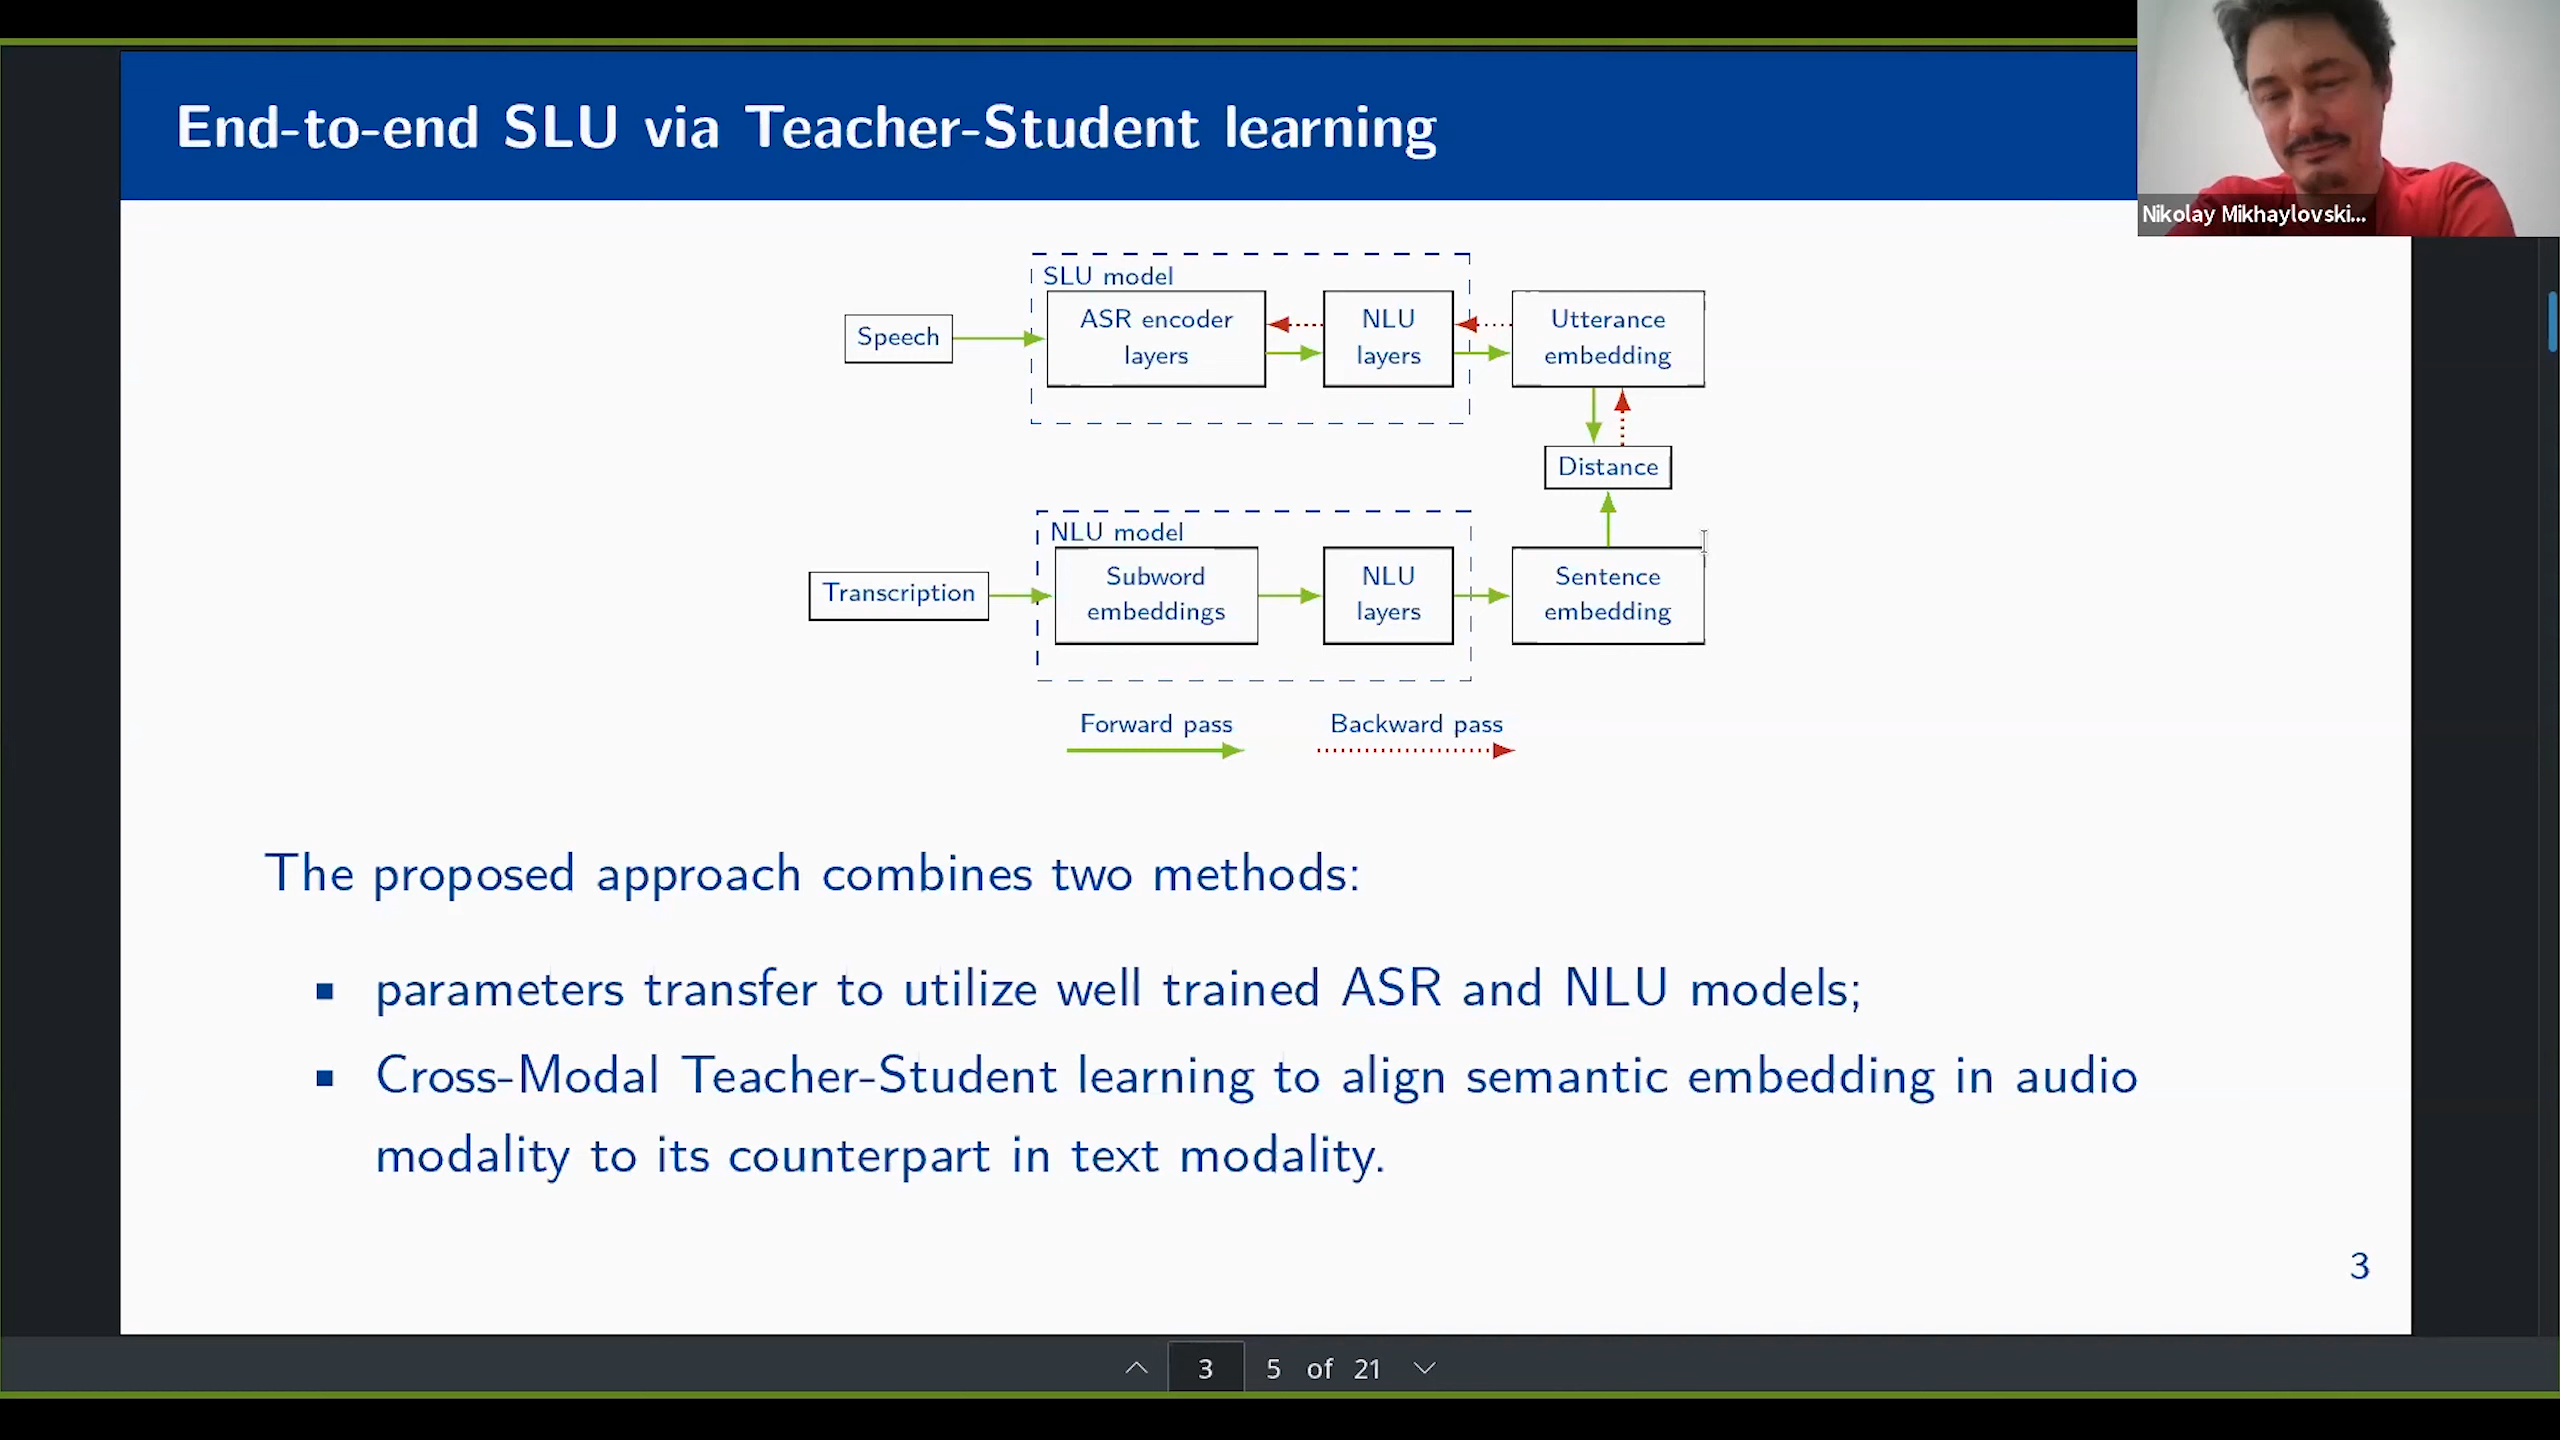 End-to-end SLU via Teacher-Student learning
Nikolay Mikhaylovski...
SLU model
Speech
ASR encoder
layers
NLU
layers
Utterance
embedding
Distance
NLU model
Transcription
Subword
embeddings
NLU
layers
Sentence
embedding
Forward pass
Backward pass
The proposed approach combines two methods:
parameters transfer to utilize well trained ASR and NLU models;
Cross-Modal Teacher-Student learning to align semantic embedding in audio
modality to its counterpart in text modality.
3
3 5 of 21